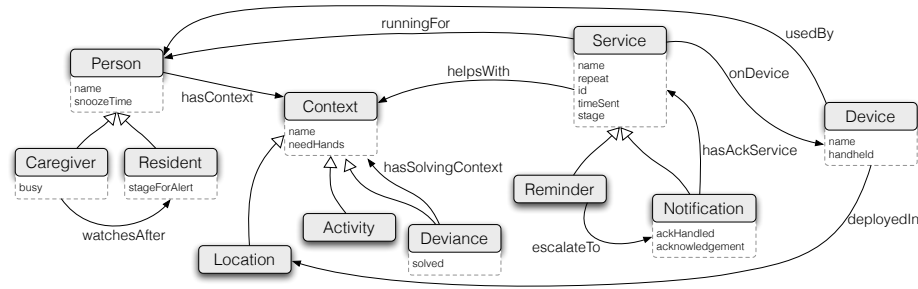 runningFor
usedBy
Person
name
snoozeTime
hasContext
Service
name
repeat
id
timeSent
stage
helpsWith
onDevice
Context
name
needHands
Device
name
handheld
Caregiver
busy
Resident
stageForAlert
watchesAfter
hasSolvingContext
hasAckService
Reminder
Notification
ackHandled
acknowledgement
escalateTo
deployedIn
Activity
Deviance
solved
Location